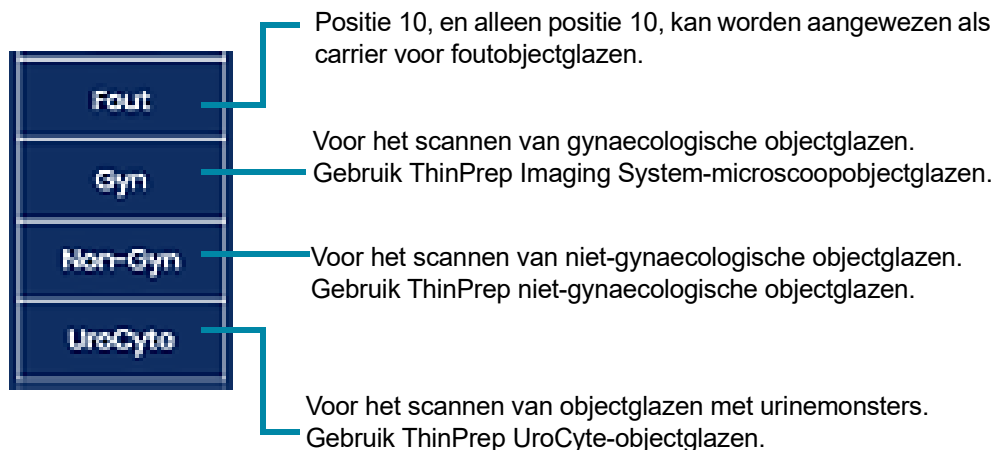 Positie 10, en alleen positie 10, kan worden aangewezen als
carrier voor foutobjectglazen.
Fout
Voor het scannen van gynaecologische objectglazen.
Gebruik ThinPrep Imaging System-microscoopobjectglazen.
Gyn
Voor het scannen van niet-gynaecologische objectglazen.
Gebruik ThinPrep niet-gynaecologische objectglazen.
Non-Gyn
UroCyte
Voor het scannen van objectglazen met urinemonsters.
Gebruik ThinPrep UroCyte-objectglazen.